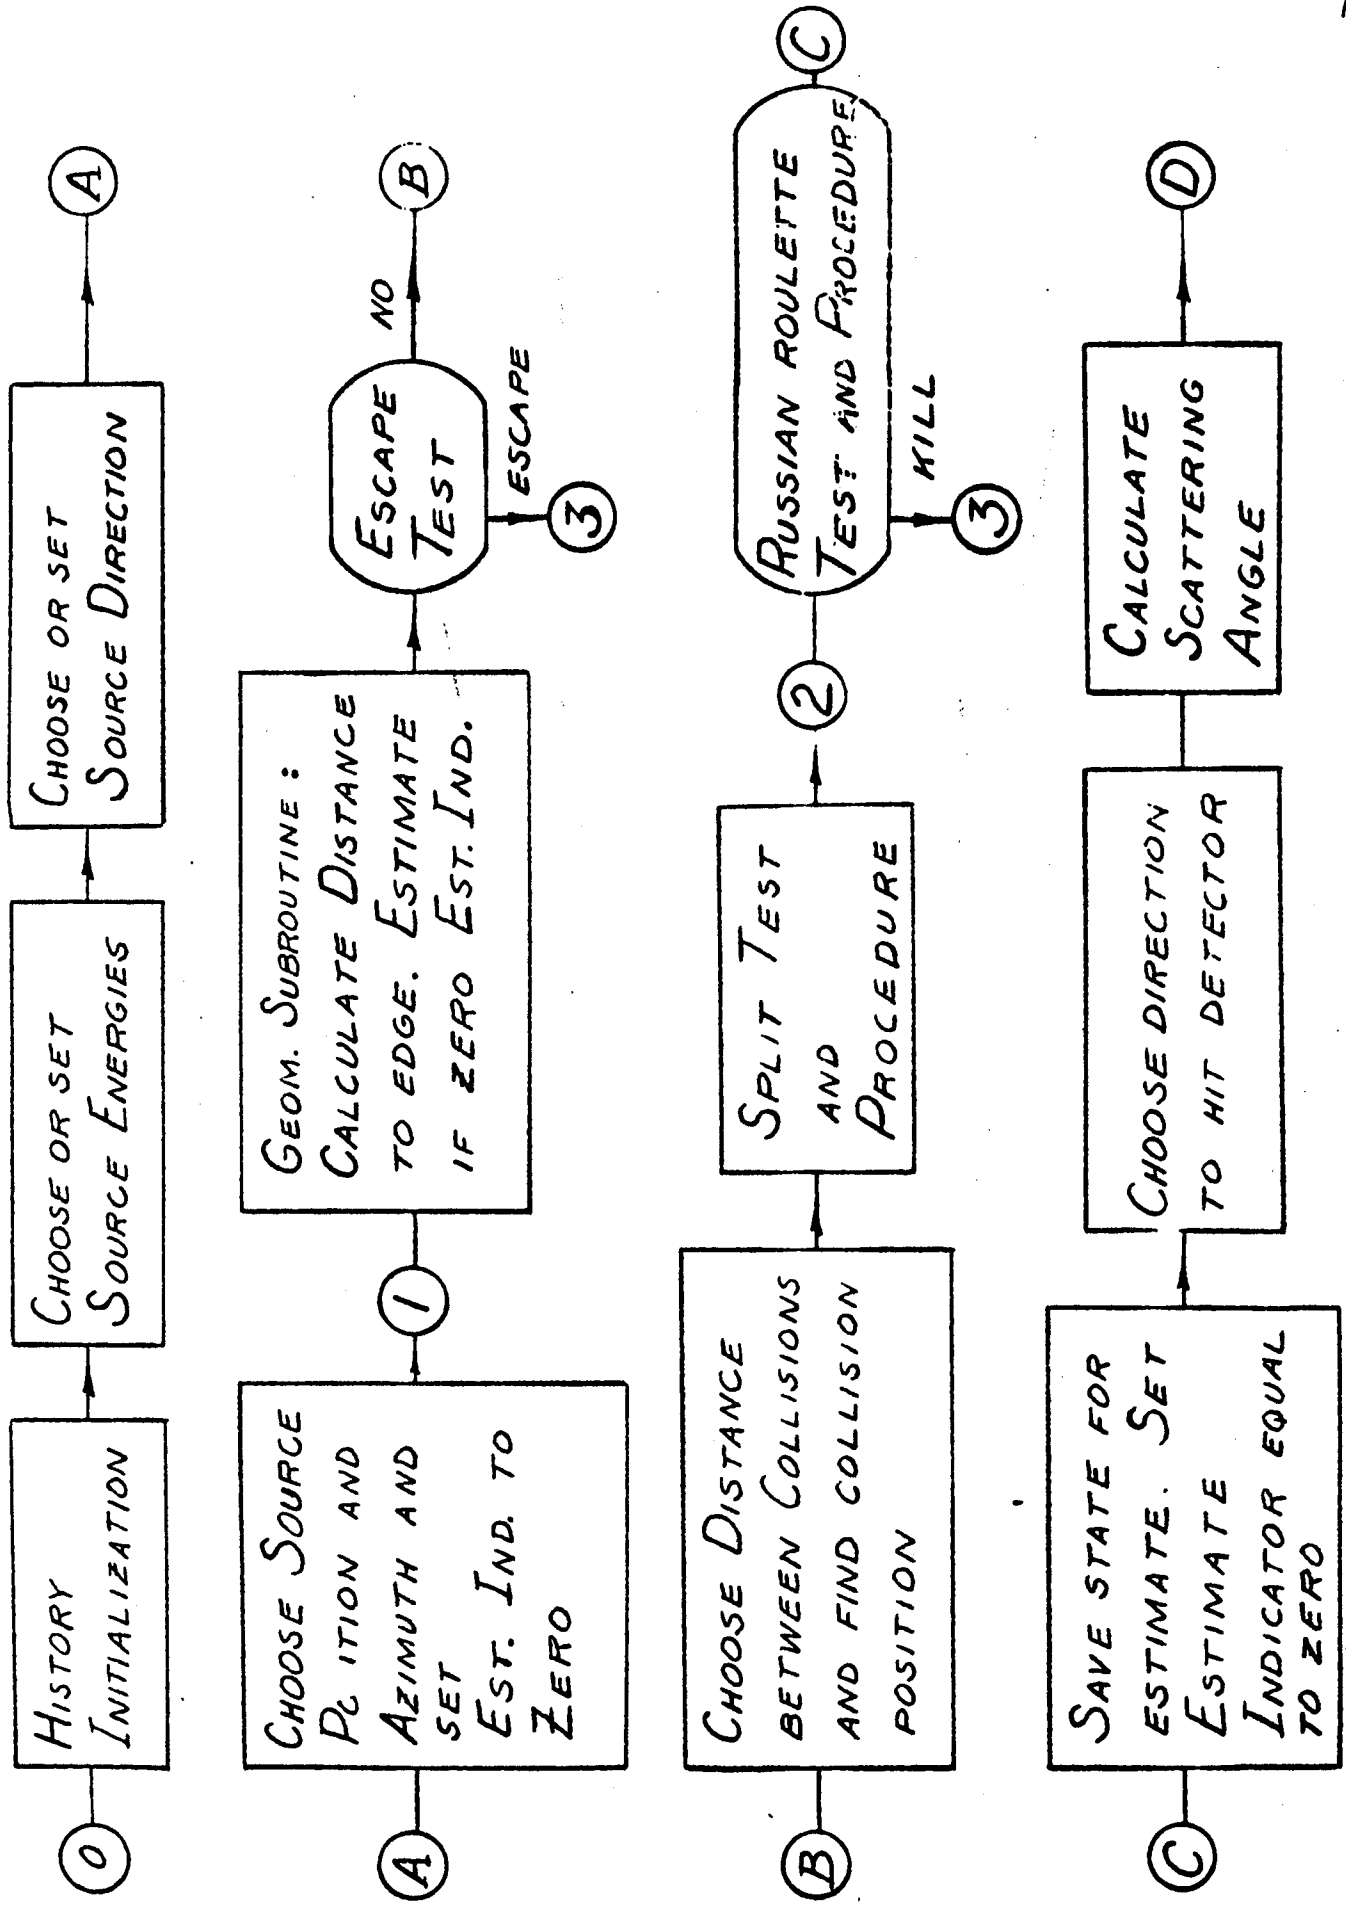 0
HISTORY
INITIALIZATION
CHOOSE OR SET
SOURCE ENERGIES
CHOOSE OR SET
SOURCE DIRECTION
A
A
CHOOSE SOURCE
ITION AND
AZIMUTH AND
SET
EST. IND. TO
ZERO
1
GEOM. SUBROUTINE:
CALCULATE DISTANCE
TO EDGE. ESTIMATE
IF ZERO EST. IND.
ESCAPE
TEST
NO
B
ESCAPE
3
B
CHOOSE DISTANCE
BETWEEN COLLISIONS
AND FIND COLLISION
POSITION
SPLIT TEST
AND
PROCEDURE
2
RUSSIAN ROULETTE
TEST AND PROCEDURE
C
KILL
3
C
SAVE STATE FOR
ESTIMATE. SET
ESTIMATE
INDICATOR EQUAL
TO ZERO
CHOOSE DIRECTION
TO HIT DETECTOR
CALCULATE
SCATTERING
ANGLE
D